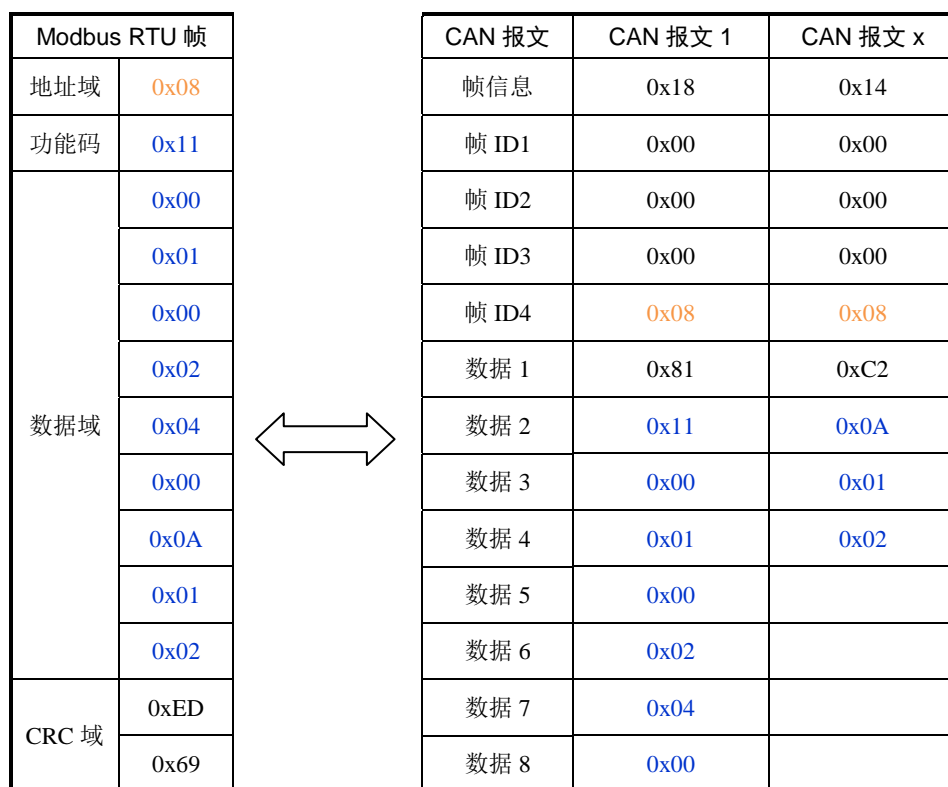 Modbus RTU 帧
地址域 0x08
功能码 0x11
数据域
0x00
0x01
0x00
0x02
0x04
0x00
0x0A
0x01
0x02
CRC 域
0xED
0x69
CAN 报文 CAN 报文 1 CAN 报文 x
帧信息 0x18 0x14
帧 ID1 0x00 0x00
帧 ID2 0x00 0x00
帧 ID3 0x00 0x00
帧 ID4 0x08 0x08
数据 1 0x81 0xC2
数据 2 0x11 0x0A
数据 3 0x00 0x01
数据 4 0x01 0x02
数据 5 0x00
数据 6 0x02
数据 7 0x04
数据 8 0x00